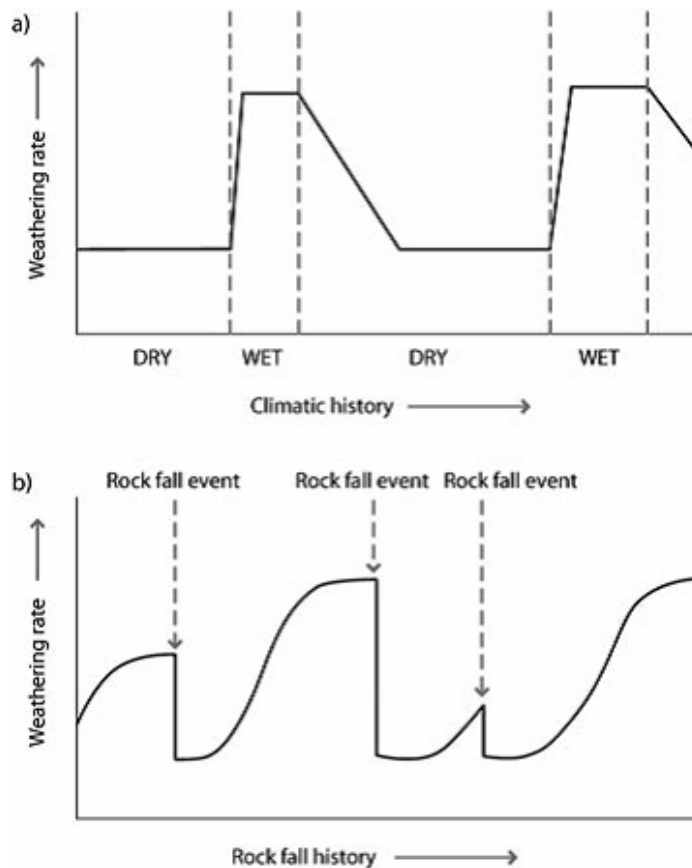 a)
Weathering rate
DRY WET DRY WET
Climatic history
b)
Rock fall event Rock fall event Rock fall event
Weathering rate
Rock fall history